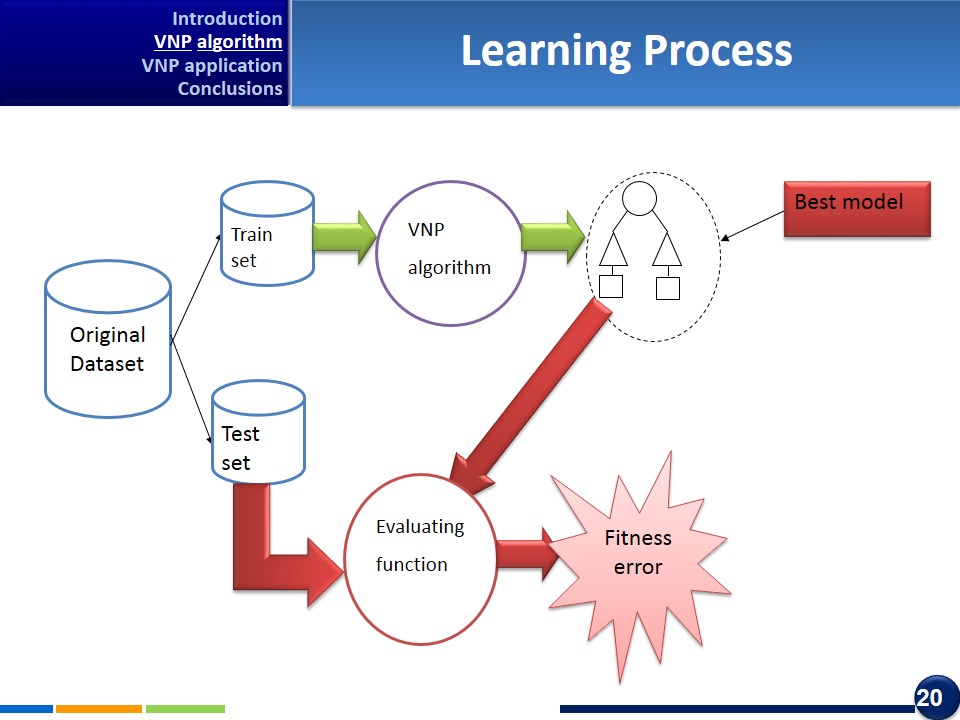 Introduction
VNP algorithm
VNP application
Conclusions
Learning Process
Train
set
VNP
algorithm
Best model
Original
Dataset
Test
set
Evaluating
function
Fitness
error
20